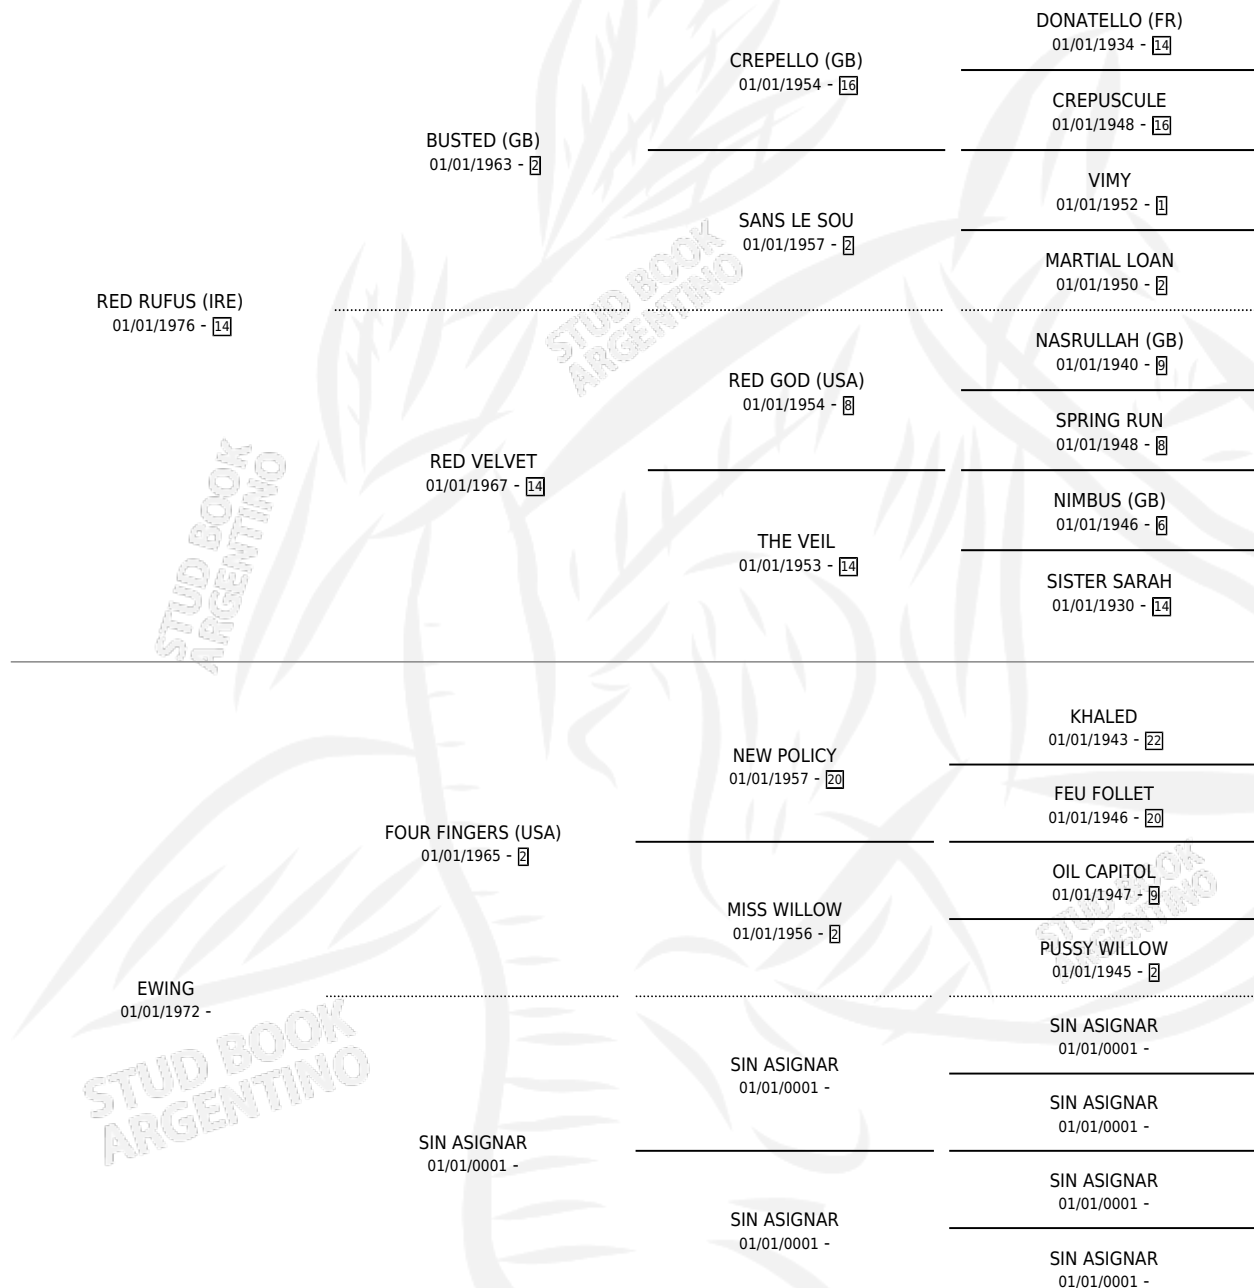 DONATELLO (FR)
01/01/1934 - 14
CREPELLO (GB)
01/01/1954 - 16
CREPUSCULE
01/01/1948 - 16
BUSTED (GB)
01/01/1963 - 2
VIMY
01/01/1952 - 1
SANS LE SOU
01/01/1957 - 2
MARTIAL LOAN
01/01/1950 - 2
RED RUFUS (IRE)
01/01/1976 - 14
STUD BOOK
ARGENTINO
NASRULLAH (GB)
01/01/1940 - 9
RED GOD (USA)
01/01/1954 - 8
SPRING RUN
01/01/1948 - 8
RED VELVET
01/01/1967 - 14
NIMBUS (GB)
01/01/1946 - 6
THE VEIL
01/01/1953 - 14
SISTER SARAH
01/01/1930 - 14
STUD BOOK
ARGENTINO
KHALED
01/01/1943 - 22
NEW POLICY
01/01/1957 - 20
FEU FOLLET
01/01/1946 - 20
FOUR FINGERS (USA)
01/01/1965 - 2
OIL CAPITOL
01/01/1947 - 9
MISS WILLOW
01/01/1956 - 2
STUD BOOK
ARGENTINO
PUSSY WILLOW
01/01/1945 - 2
EWING
01/01/1972 -
SIN ASIGNAR
01/01/0001 -
SIN ASIGNAR
01/01/0001 -
STUD BOOK
ARGENTINO
SIN ASIGNAR
01/01/0001 -
SIN ASIGNAR
01/01/0001 -
SIN ASIGNAR
01/01/0001 -
SIN ASIGNAR
01/01/0001 -
SIN ASIGNAR
01/01/0001 -